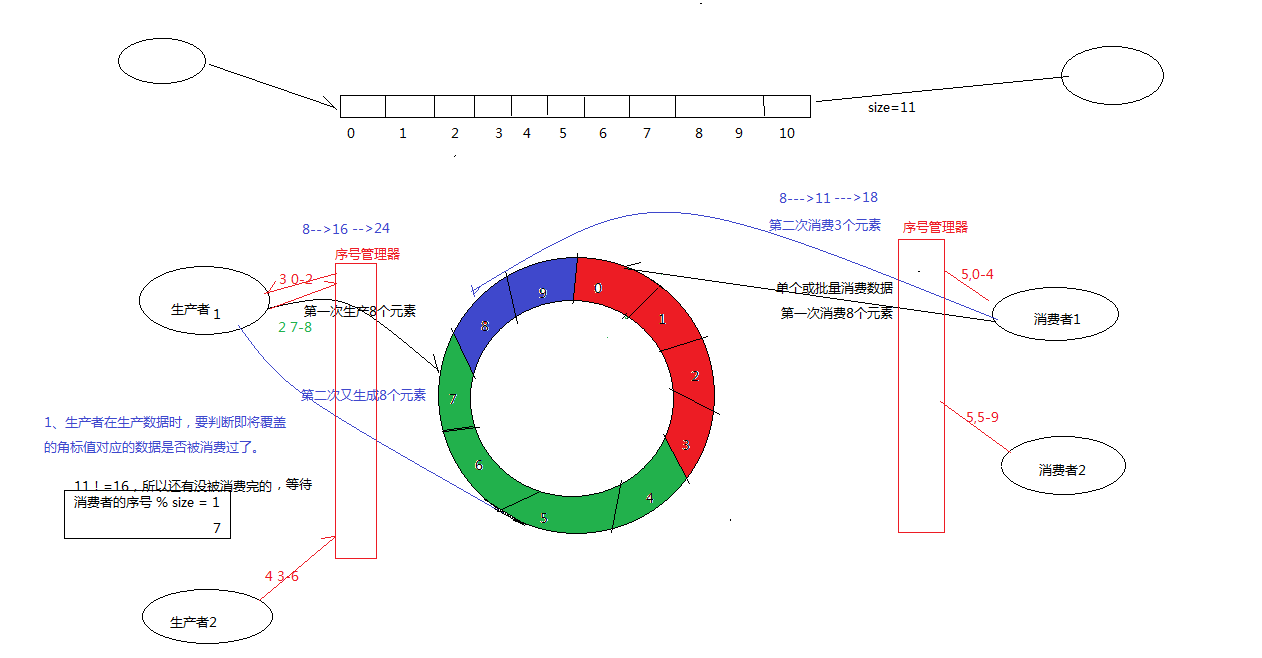 size=11
0 1 2 3 4 5 6 7 8 9 10
8--->11 --->18
8-->16 -->24
第二次消费3个元素
序号管理器
序号管理器
3 0-2
5,0-4
单个或批量消费数据
生产者 1
第一次生产8个元素
第一次消费8个元素
消费者1
2 7-8
9
0
8
1
2
7
3
6
4
5
第二次又生成8个元素
1、生产者在生产数据时，要判断即将覆盖
的角标值对应的数据是否被消费过了。
5,5-9
消费者2
11！=16，所以还有没被消费完的，等待
消费者的序号 % size = 1
7
4 3-6
生产者2